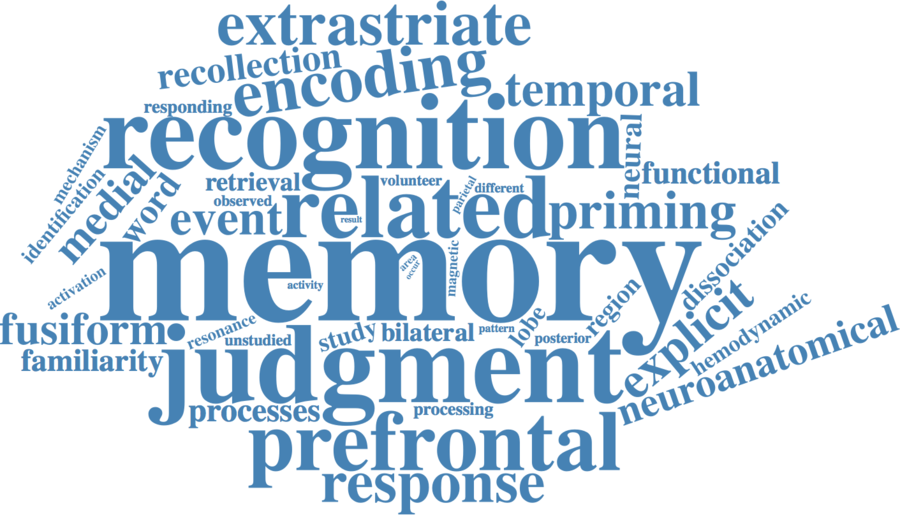 extrastriate
recollection
encoding
temporal
responding
recognition
neural
mechanism
identification
medial
word
retrieval
volunteer
parietal
different
functional
observed
event
related
result
priming
dissociation
memory
area
occur
magnetic
activation
activity
explicit
region
hemodynamic
fusiform
resonance
unstudied
study
bilateral
pattern
lobe
posterior
familiarity
judgment
neuroanatomical
processes
processing
prefrontal
response